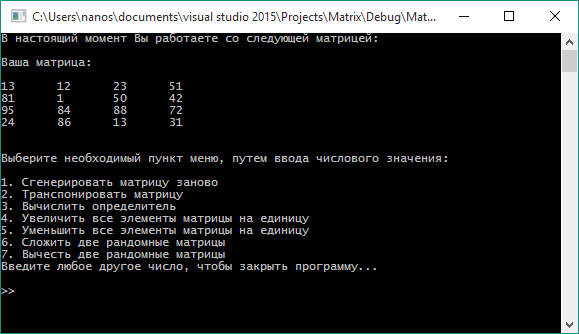 C:\Users\nanos\documents\visual studio 2015\Projects\Matrix\Debug\Mat...
В настоящий момент Вы работаете со следующей матрицей:
Ваша матрица:
13 12 23 51
81 1 50 42
95 84 88 72
24 86 13 31
Выберите необходимый пункт меню, путем ввода числового значения:
1. Сгенерировать матрицу заново
2. Транспонировать матрицу
3. Вычислить определитель
4. Увеличить все элементы матрицы на единицу
5. Уменьшить все элементы матрицы на единицу
6. Сложить две рандомные матрицы
7. Вычесть две рандомные матрицы
Введите любое другое число, чтобы закрыть программу...
>>